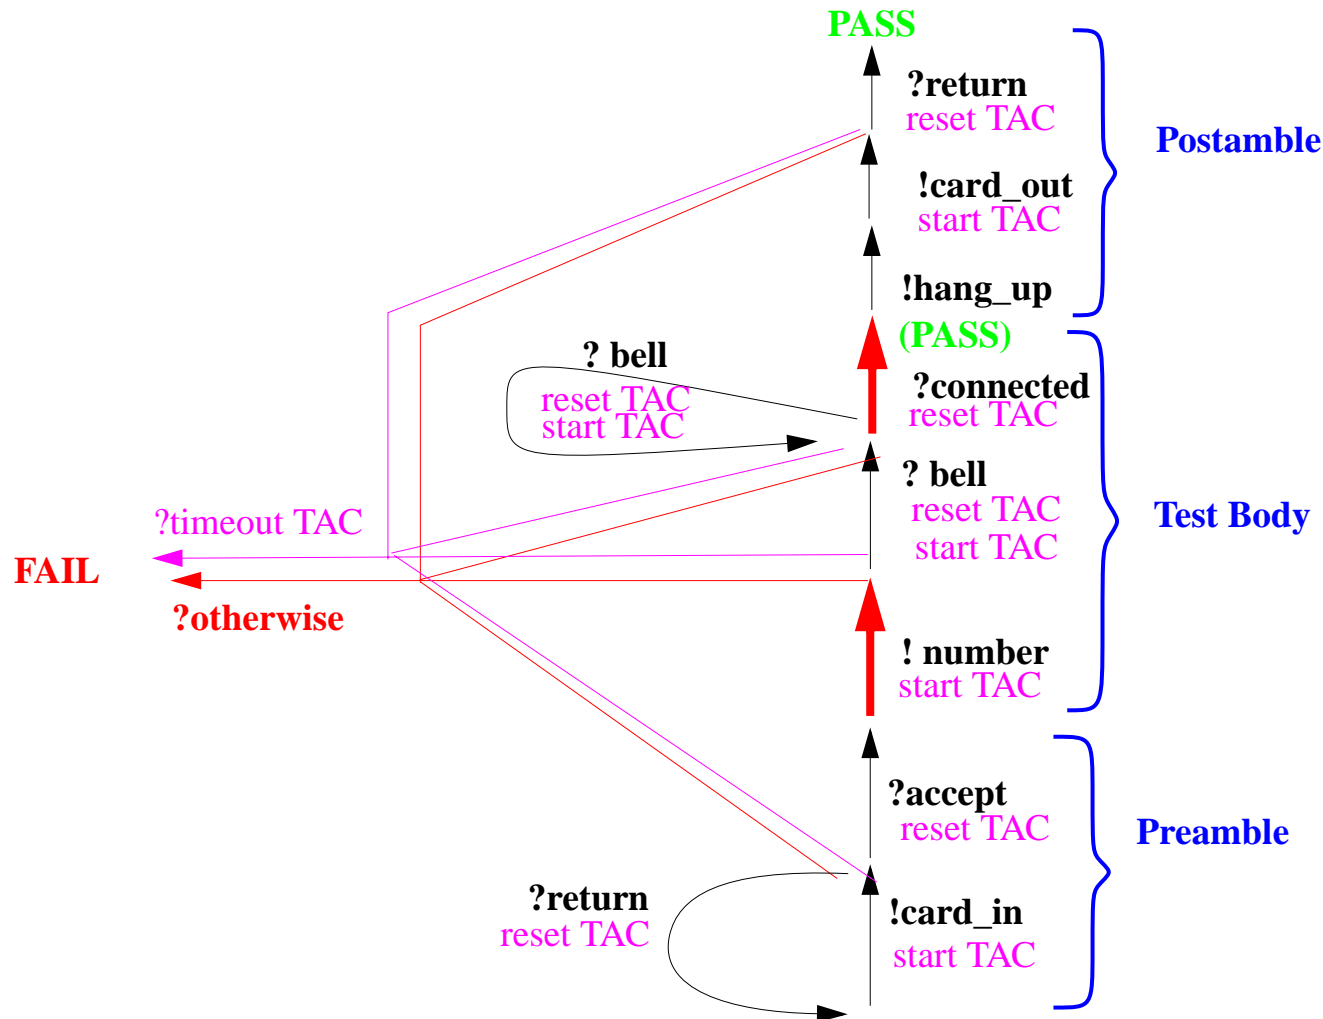 PASS
?return
reset TAC
Postamble
!card_out
start TAC
!hang_up
(PASS)
? bell
reset TAC
start TAC
?connected
reset TAC
? bell
reset TAC
start TAC
Test Body
?timeout TAC
FAIL
?otherwise
! number
start TAC
?accept
reset TAC
Preamble
?return
reset TAC
!card_in
start TAC